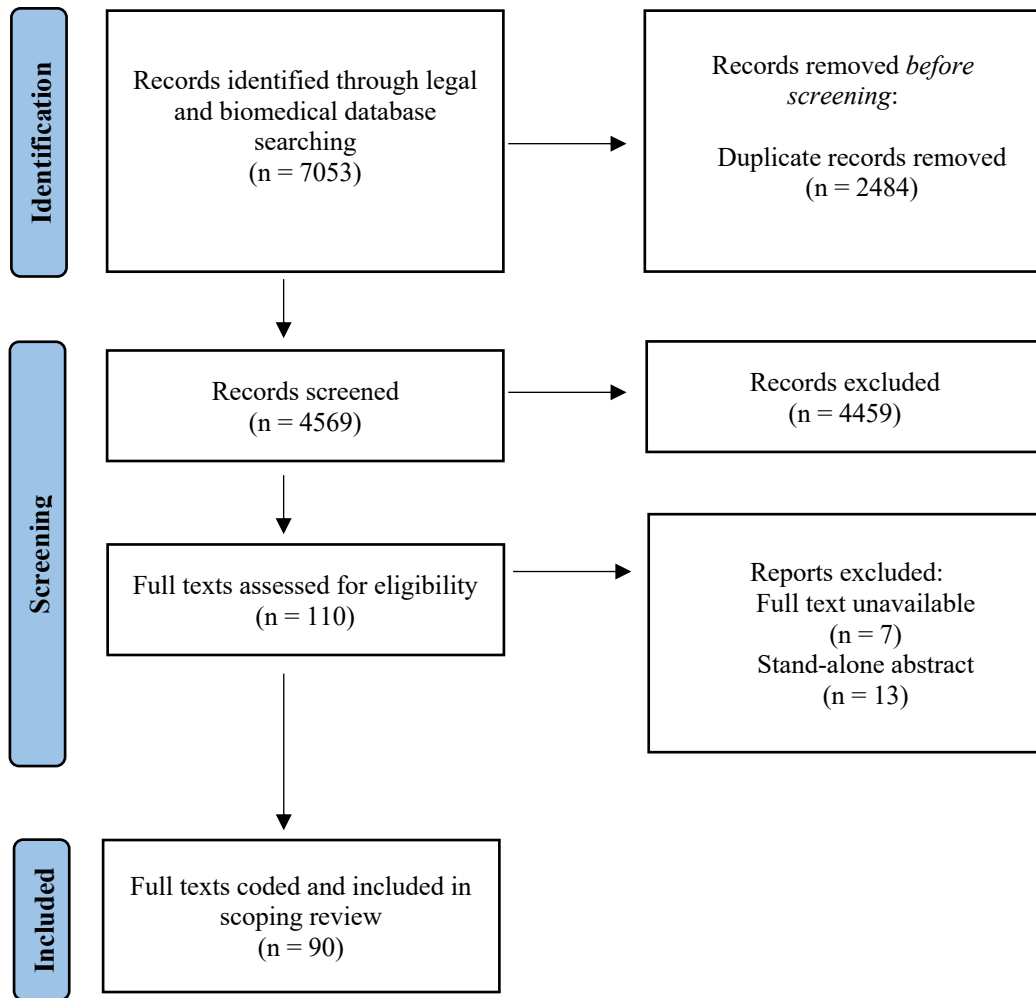 Identification
Records identified through legal
and biomedical database
searching
(n = 7053)
Records removed before
screening:
Duplicate records removed
(n = 2484)
Screening
Records screened
(n = 4569)
Records excluded
(n = 4459)
Full texts assessed for eligibility
(n = 110)
Reports excluded:
Full text unavailable
(n = 7)
Stand-alone abstract
(n = 13)
Included
Full texts coded and included in
scoping review
(n = 90)